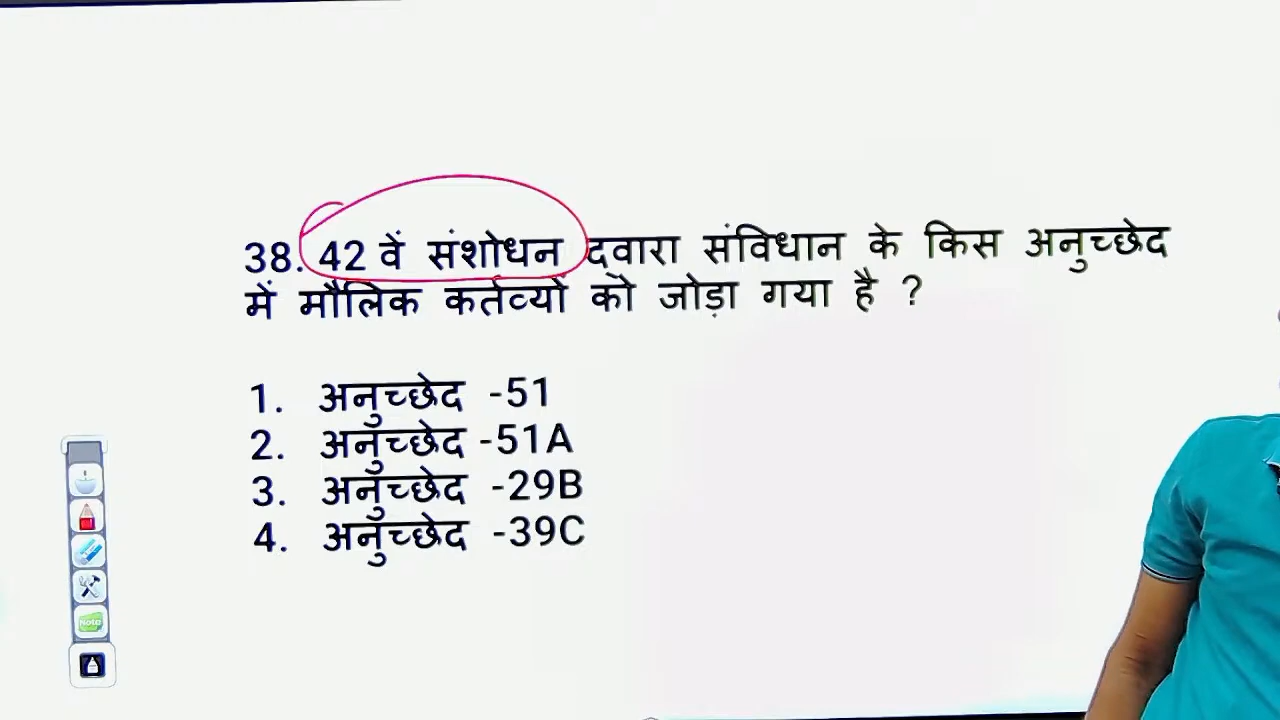 38. 42 वें संशोधन द्वारा संविधान के किस अनुच्छेद
में मौलिक कर्तव्यों को जोड़ा गया है ?
1. अनुच्छेद -51
2. अनुच्छेद -51A
3. अनुच्छेद -29B
4. अनुच्छेद -39C
Note